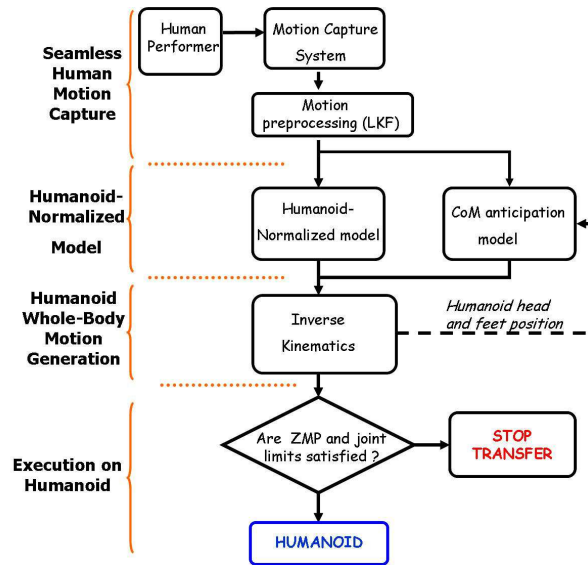 Seamless
Human
Motion
Capture
Human
Performer
Motion Capture
System
Motion
preprocessing (LKF)
Humanoid-
Normalized
Model
Humanoid-
Normalized model
CoM anticipation
model
Humanoid
Whole-Body
Motion
Generation
Inverse
Kinematics
Humanoid head
and feet position
Execution on
Humanoid
Are ZMP and joint
limits satisfied ?
STOP
TRANSFER
HUMANOID